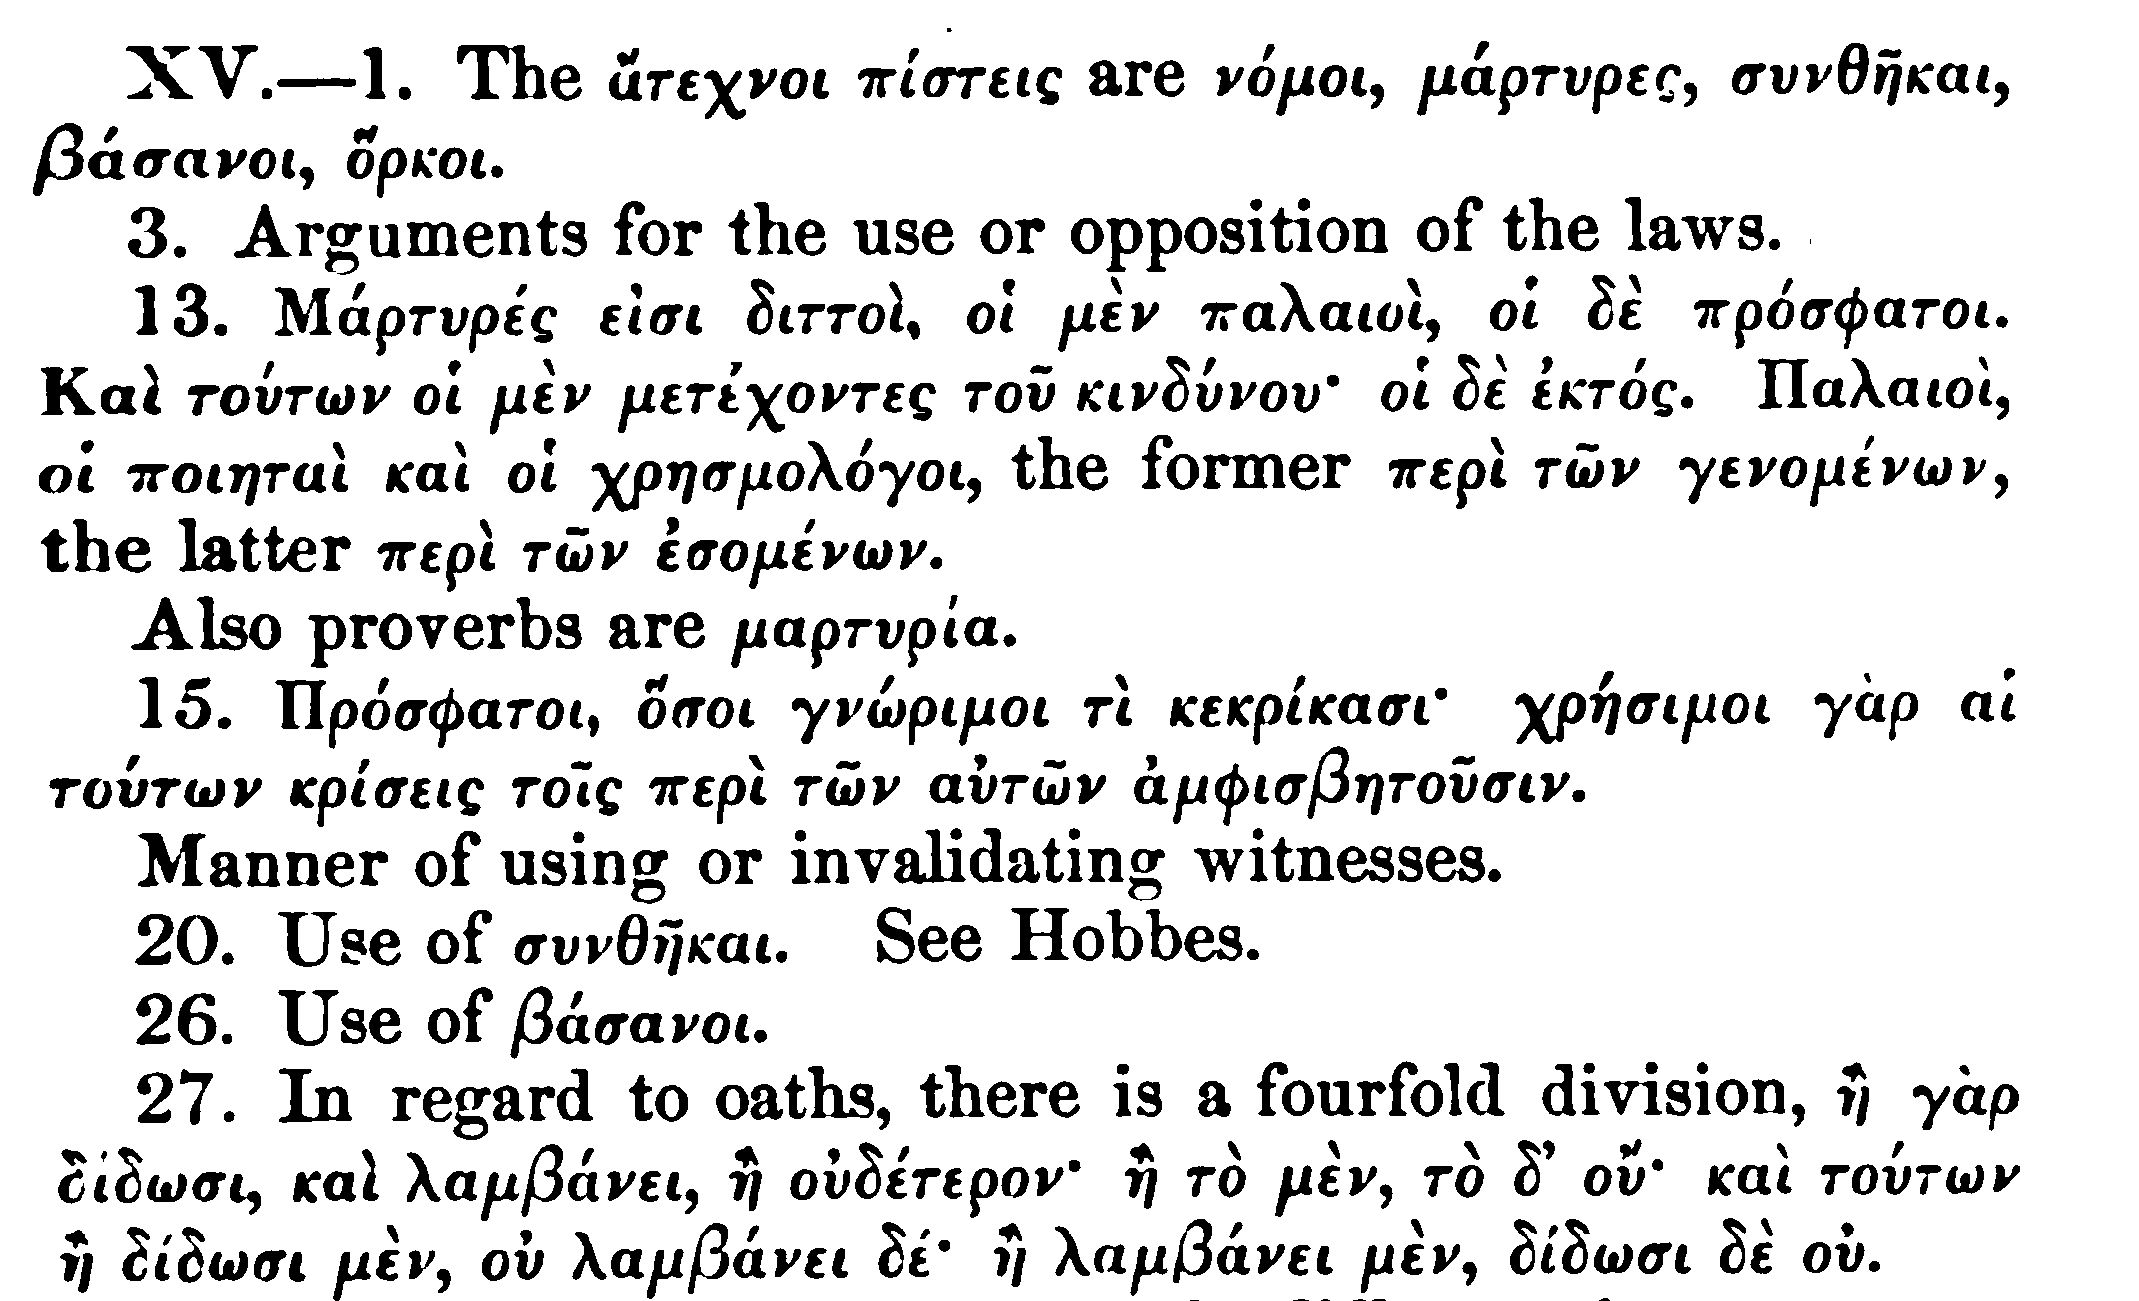 XV.—1. The ἄτεχνοι πίστεις are νόμοι, μάρτυρες, συνθῆκαι,
βάσανοι, ὅρκοι.
3. Arguments for the use or opposition of the laws.
13. Μάρτυρές εἰσι διττοὶ, οἱ μὲν παλαιοὶ, οἱ δὲ πρόσφατοι.
Καὶ τούτων οἱ μὲν μετέχοντες τοῦ κινδύνου· οἱ δὲ ἐκτός. Παλαιοὶ,
οἱ ποιηταὶ καὶ οἱ χρησμολόγοι, the former περὶ τῶν γενομένων,
the latter περὶ τῶν ἐσομένων.
Also proverbs are μαρτυρία.
15. Πρόσφατοι, ὅσοι γνώριμοι τὶ κεκρίκασι· χρήσιμοι γὰρ αἱ
τούτων κρίσεις τοῖς περὶ τῶν αὐτῶν ἀμφισβητοῦσιν.
Manner of using or invalidating witnesses.
20. Use of συνθῆκαι. See Hobbes.
26. Use of βάσανοι.
27. In regard to oaths, there is a fourfold division, ἢ γὰρ
δίδωσι, καὶ λαμβάνει, ἢ οὐδέτερον· ἢ τὸ μὲν, τὸ δ’ οὔ· καὶ τούτων
ἢ δίδωσι μὲν, οὐ λαμβάνει δέ· ἢ λαμβάνει μὲν, δίδωσι δὲ οὐ.